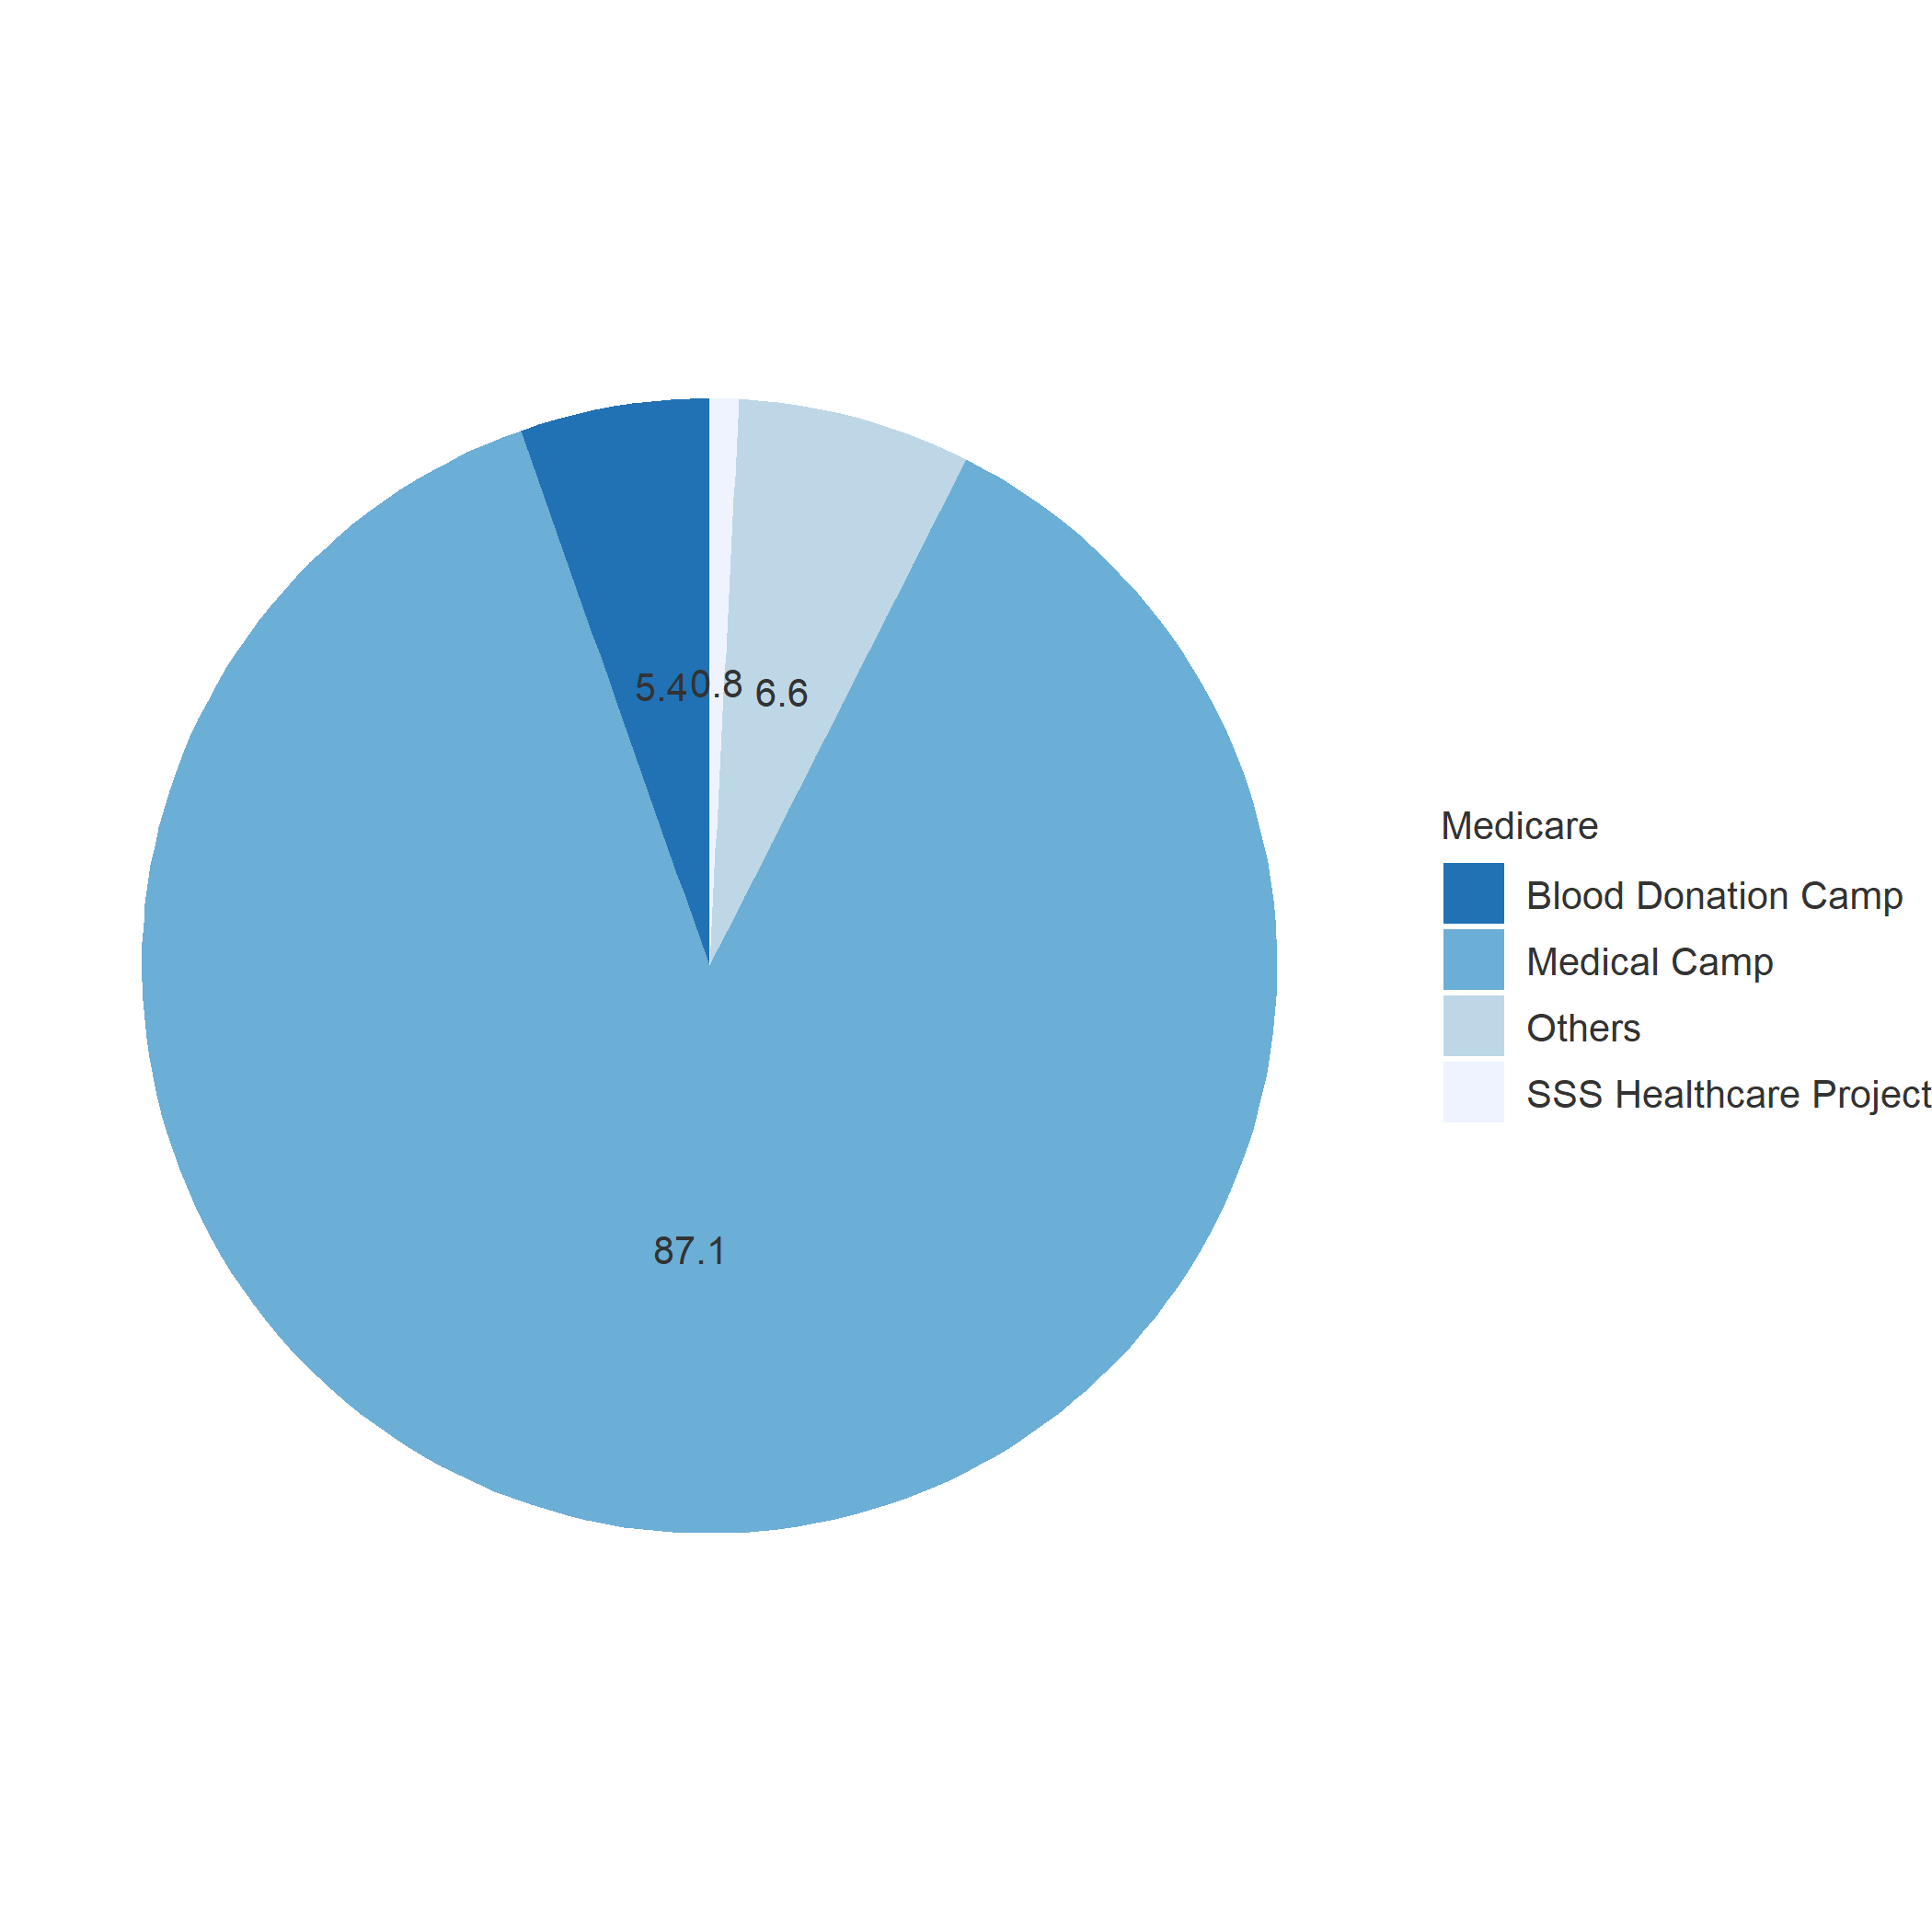 5.4
0.8
6.6
87.1
Medicare
Blood Donation Camp
Medical Camp
Others
SSS Healthcare Project